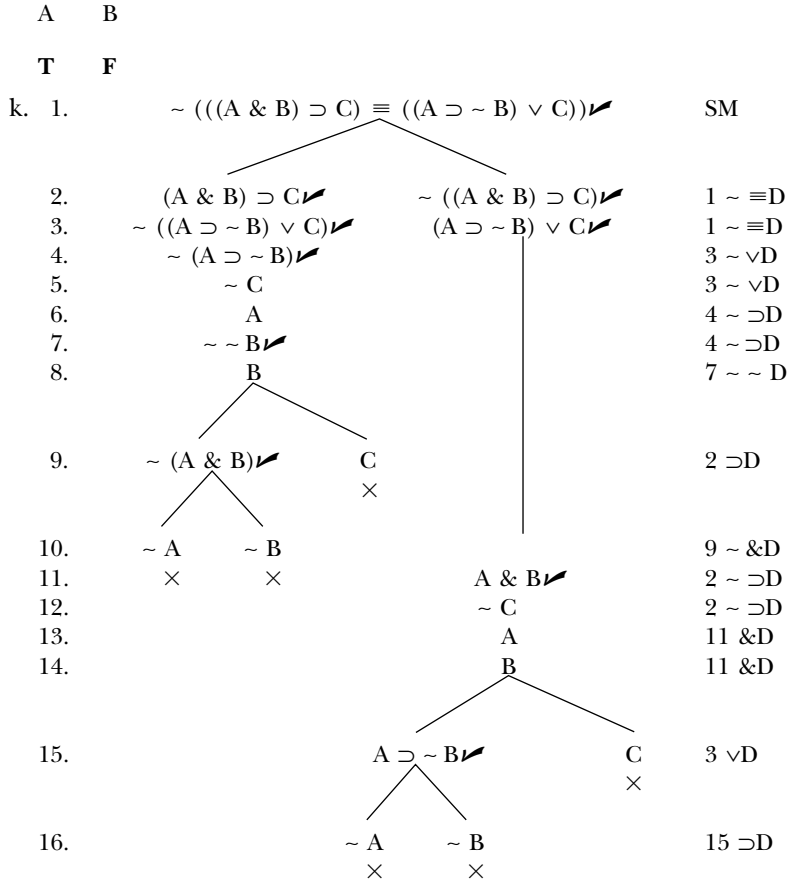 A B
T F
k. 1. ~ (((A & B) ⊃ C) ≡ ((A ⊃ ~ B) ∨ C))✔ SM
2. (A & B) ⊃ C✔ ~ ((A & B) ⊃ C)✔ 1 ~ ≡D
3. ~ ((A ⊃ ~ B) ∨ C)✔ (A ⊃ ~ B) ∨ C✔ 1 ~ ≡D
4. ~ (A ⊃ ~ B)✔ 3 ~ ∨D
5. ~ C 3 ~ ∨D
6. A 4 ~ ⊃D
7. ~ ~ B✔ 4 ~ ⊃D
8. B 7 ~ ~ D
9. ~ (A & B)✔ C 2 ⊃D
×
10. ~ A ~ B 9 ~ &D
11. × × A & B✔ 2 ~ ⊃D
12. ~ C 2 ~ ⊃D
13. A 11 &D
14. B 11 &D
15. A ⊃ ~ B✔ C 3 ∨D
×
16. ~ A ~ B 15 ⊃D
× ×